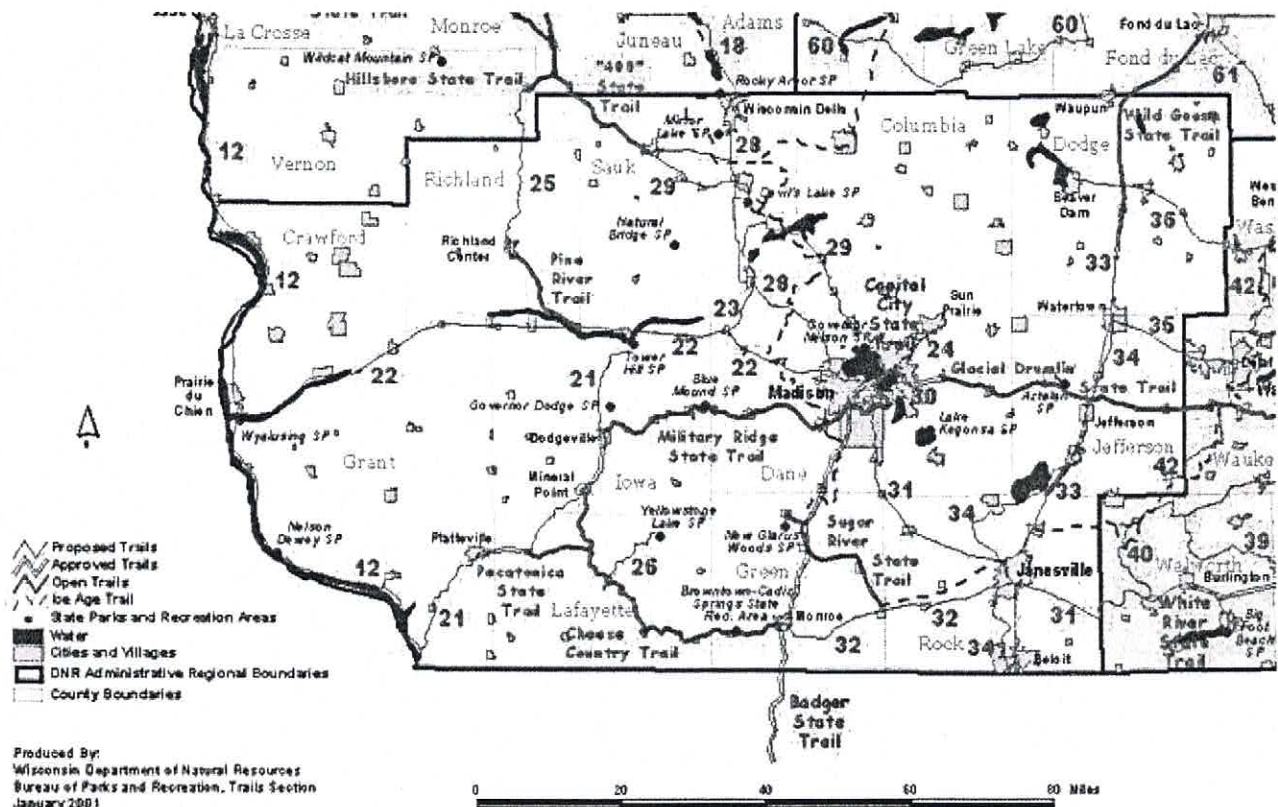 State Trail
La Crosse
Monroe
Wildcat Mountain SP
Hillsboro State Trail
Juneau
"400"
State
Trail
Adams
18
60
60
Green Lake
Fond du Lac
Fond du Lac
61
Rocky Arbor SP
Wisconsin Dells
Mirror
Lake SP
Columbia
Waupun
Wild Goose
State Trail
Dodge
12
Vernon
Richland
25
Sauk
29
28
Devil's Lake SP
Beaver
Dam
36
Crawford
12
Richland
Center
Natural
Bridge SP
Pine
River
Trail
29
28
23
33
42
Capital
City
State
Governor
Nelson SP
Sun
Prairie
Watertown
35
24
22
22
22
Tower
Hill SP
21
Blue
Mound SP
Madison
Glacial Drumlin
State Trail
34
Aztalan
SP
30
Prairie
du
Chien
Wyalusing SP
Governor Dodge SP
Dodgeville
Military Ridge
State Trail
Lake
Kegonsa SP
Jefferson
Jefferson
42
Grant
Mineral
Point
Iowa
Dane
31
33
34
Nelson
Dewey SP
Yellowstone
Lake SP
New Glarus
Woods SP
Sugar
River
State
Trail
40
39
Walworth
Burlington
Platteville
12
Pecatonica
State
Trail
26
Green
Browntown-Cadiz
Springs State
Rec. Area
Janesville
21
Lafayette
Cheese
Country Trail
Monroe
32
32
Rock
34
31
Beloit
White
River
State
Trail
Big
Foot
Beach
SP
Badger
State
Trail
Proposed Trails
Approved Trails
Open Trails
Ice Age Trail
State Parks and Recreation Areas
Water
Cities and Villages
DNR Administrative Regional Boundaries
County Boundaries
Produced By:
Wisconsin Department of Natural Resources
Bureau of Parks and Recreation, Trails Section
January 2001
0 20 40 60 80 Miles